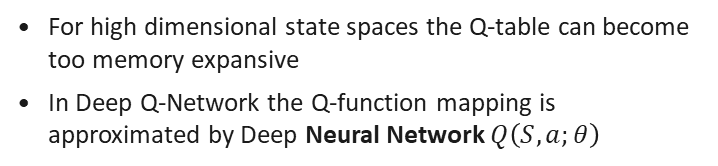 • For high dimensional state spaces the Q-table can become
too memory expansive
• In Deep Q-Network the Q-function mapping is
approximated by Deep Neural Network Q(S,a;θ)